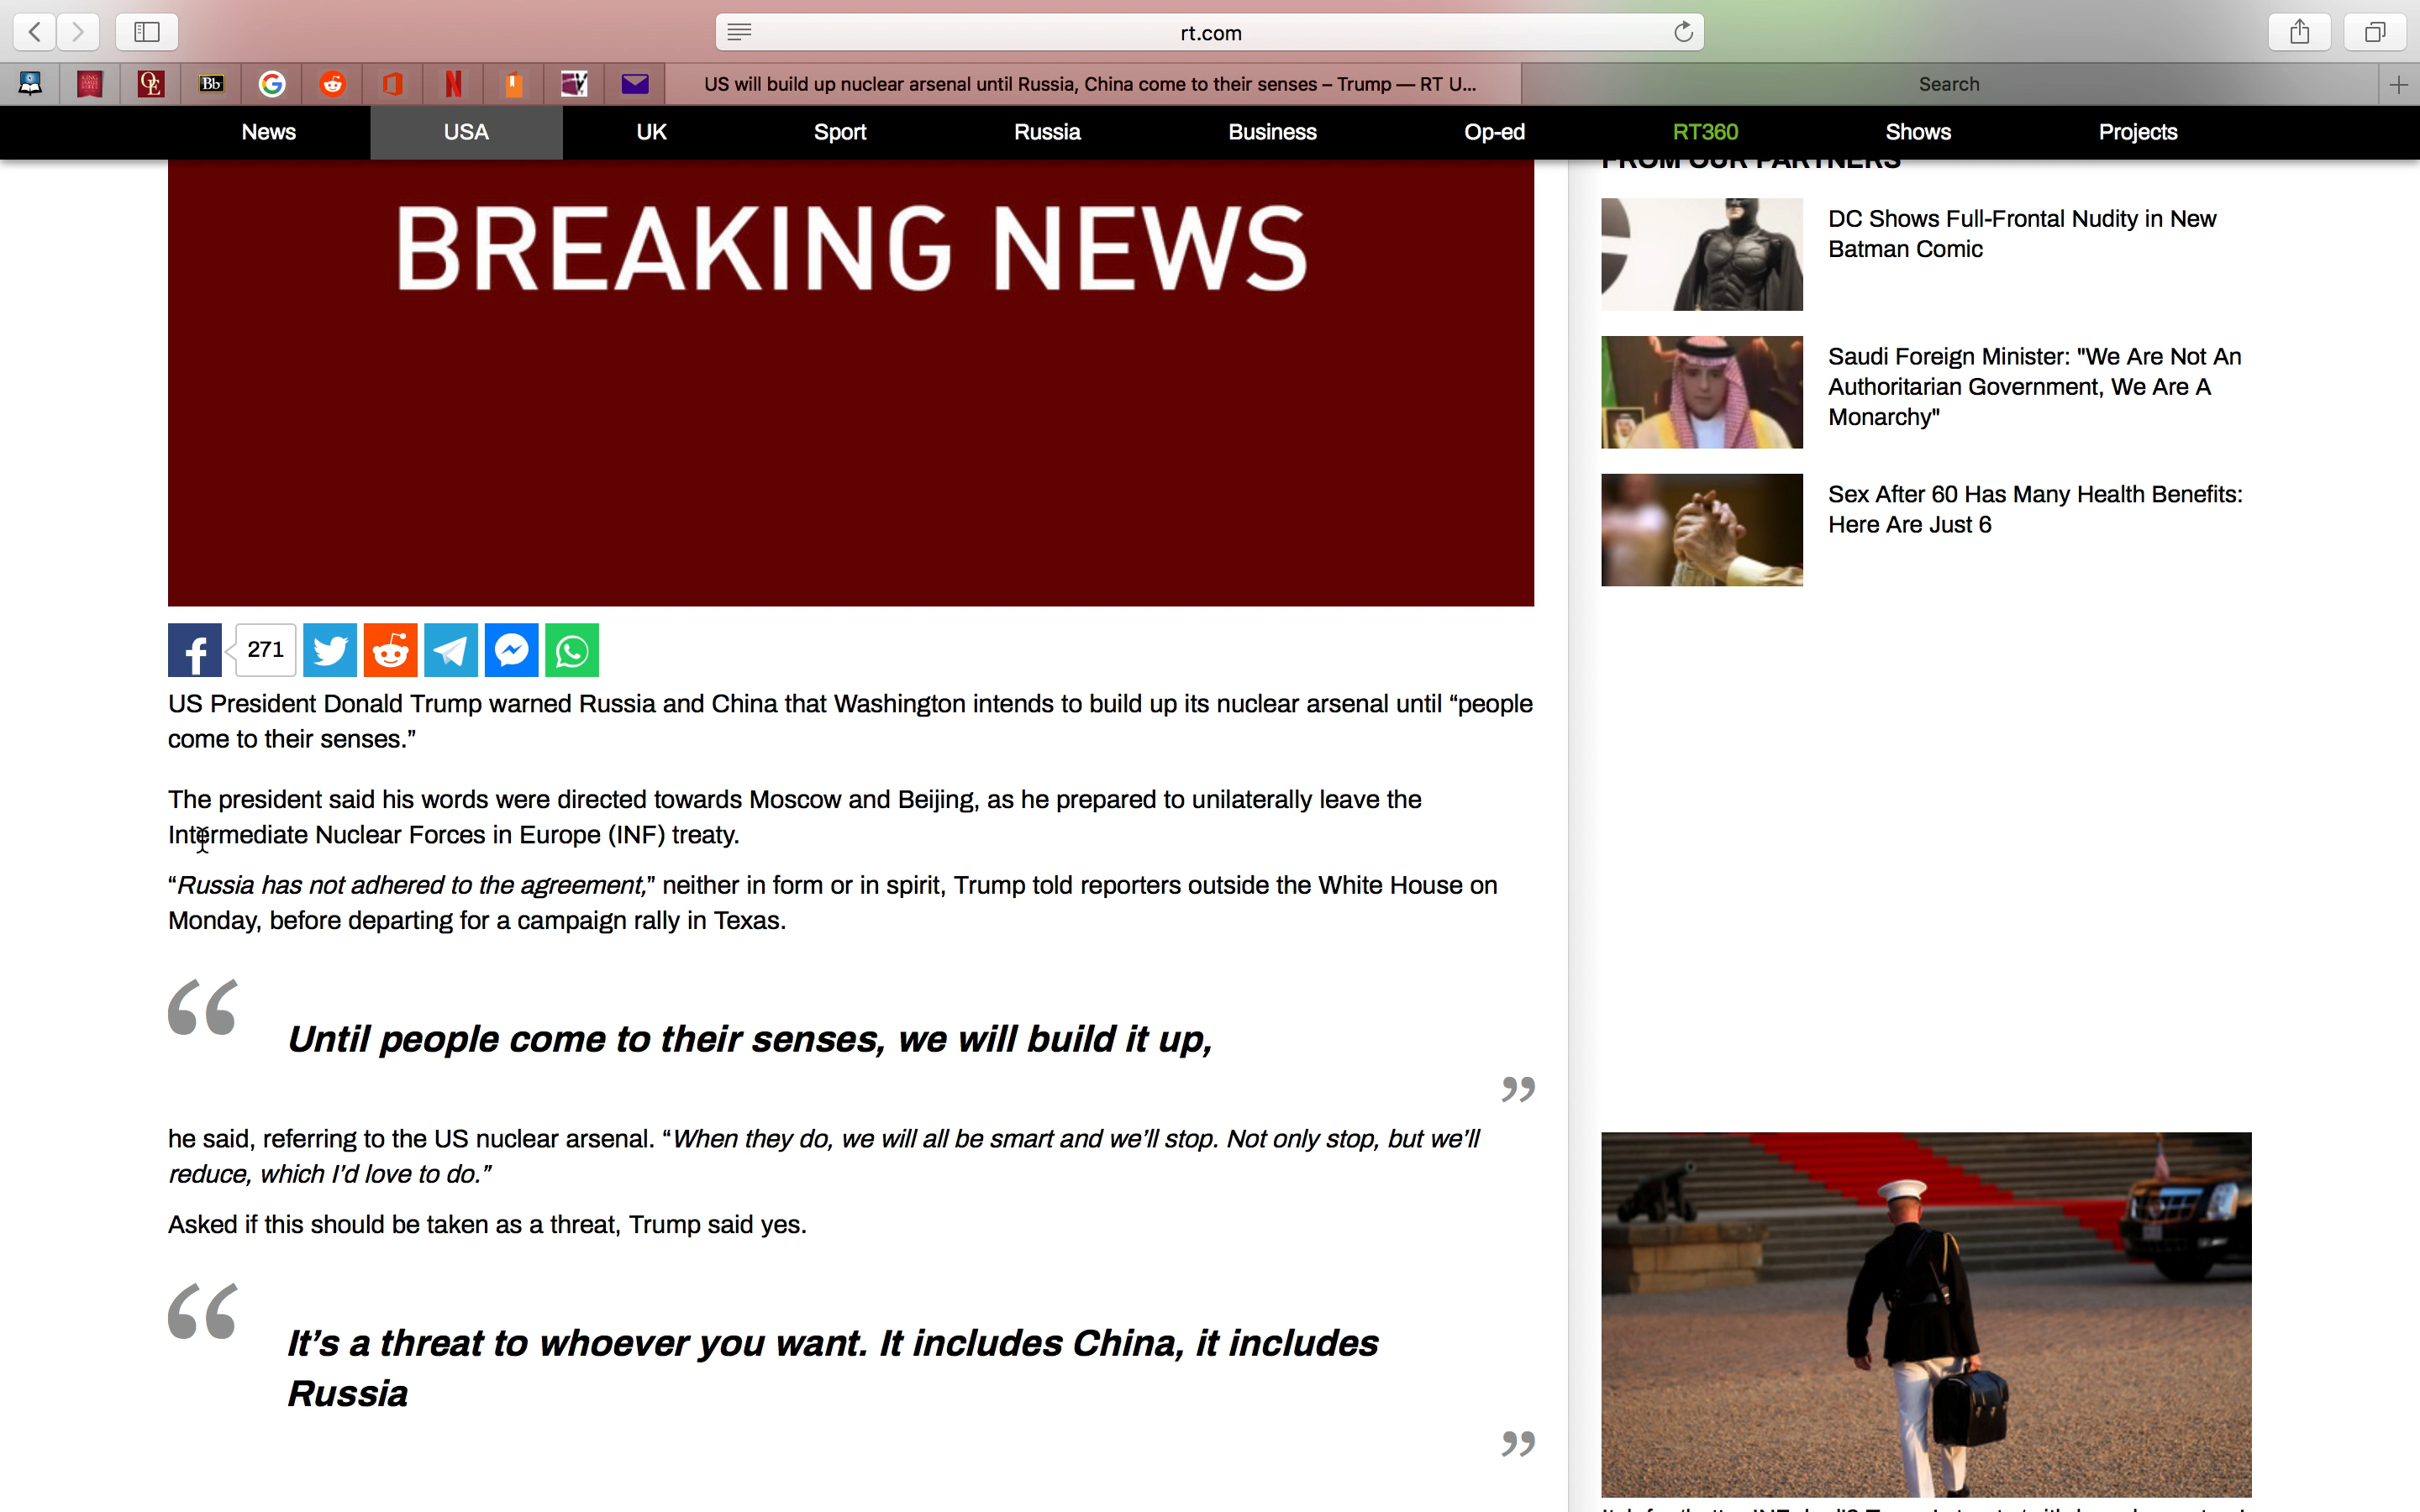 rt.com
Bb
US will build up nuclear arsenal until Russia, China come to their senses – Trump — RT U...
Search
News USA UK Sport Russia Business Op-ed RT360 Shows Projects
BREAKING NEWS
271
US President Donald Trump warned Russia and China that Washington intends to build up its nuclear arsenal until “people
come to their senses.”
The president said his words were directed towards Moscow and Beijing, as he prepared to unilaterally leave the
Intermediate Nuclear Forces in Europe (INF) treaty.
“Russia has not adhered to the agreement,” neither in form or in spirit, Trump told reporters outside the White House on
Monday, before departing for a campaign rally in Texas.
“
Until people come to their senses, we will build it up,
”
he said, referring to the US nuclear arsenal. “When they do, we will all be smart and we’ll stop. Not only stop, but we’ll
reduce, which I’d love to do.”
Asked if this should be taken as a threat, Trump said yes.
“
It’s a threat to whoever you want. It includes China, it includes
Russia
”
FROM OUR PARTNERS
DC Shows Full-Frontal Nudity in New
Batman Comic
Saudi Foreign Minister: "We Are Not An
Authoritarian Government, We Are A
Monarchy"
Sex After 60 Has Many Health Benefits:
Here Are Just 6